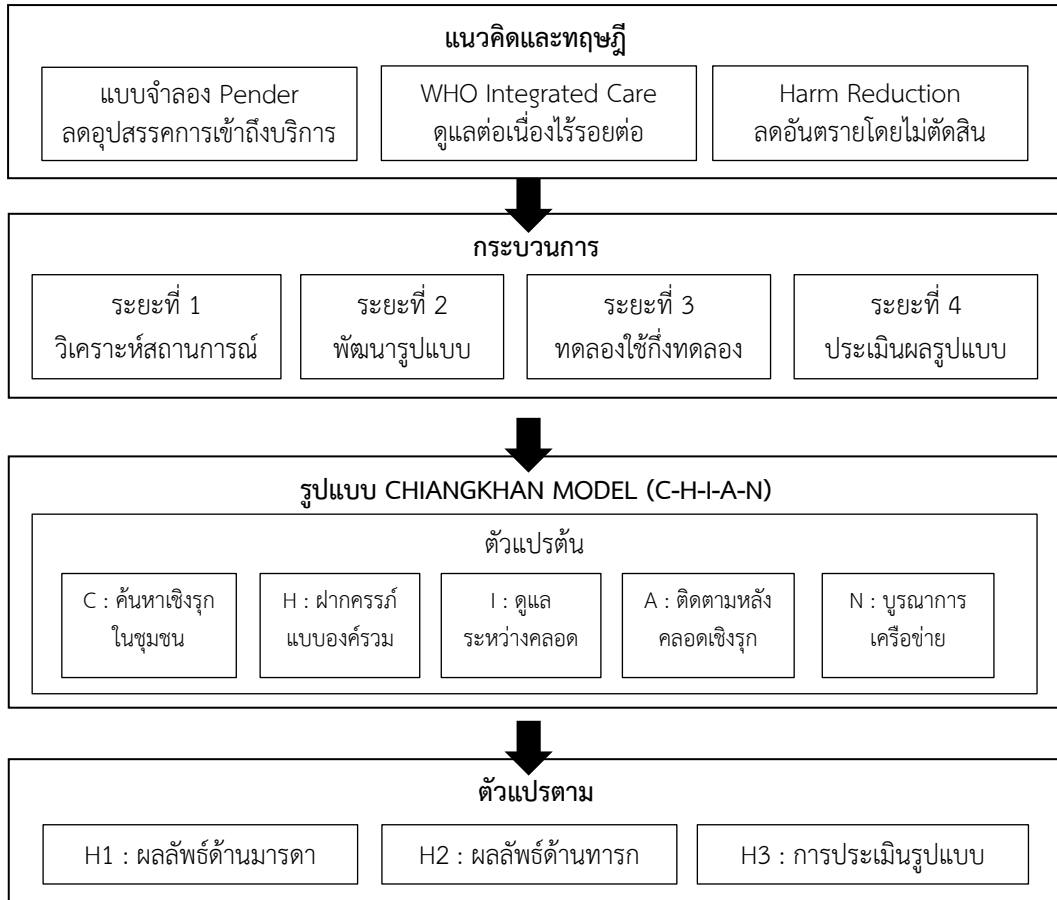 แนวคิดและทฤษฎี
แบบจำลอง Pender
ลดอุปสรรคการเข้าถึงบริการ
WHO Integrated Care
ดูแลต่อเนื่องไร้รอยต่อ
Harm Reduction
ลดอันตรายโดยไม่ตัดสิน
กระบวนการ
ระยะที่ 1
วิเคราะห์สถานการณ์
ระยะที่ 2
พัฒนารูปแบบ
ระยะที่ 3
ทดลองใช้กึ่งทดลอง
ระยะที่ 4
ประเมินผลรูปแบบ
รูปแบบ CHIANGKHAN MODEL (C-H-I-A-N)
ตัวแปรต้น
C : ค้นหาเชิงรุก
ในชุมชน
H : ฝากครรภ์
แบบองค์รวม
I : ดูแล
ระหว่างคลอด
A : ติดตามหลัง
คลอดเชิงรุก
N : บูรณาการ
เครือข่าย
ตัวแปรตาม
H1 : ผลลัพธ์ด้านมารดา
H2 : ผลลัพธ์ด้านทารก
H3 : การประเมินรูปแบบ